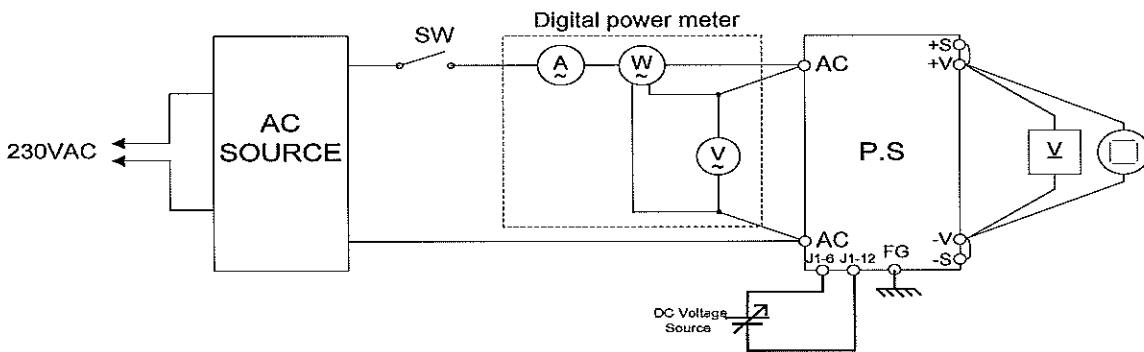 Digital power meter
SW
A
~
W
~
AC
+S
+V
230VAC
AC
SOURCE
V
~
P.S
V
AC
-V
-S
J1-6 J1-12 FG
DC Voltage
Source